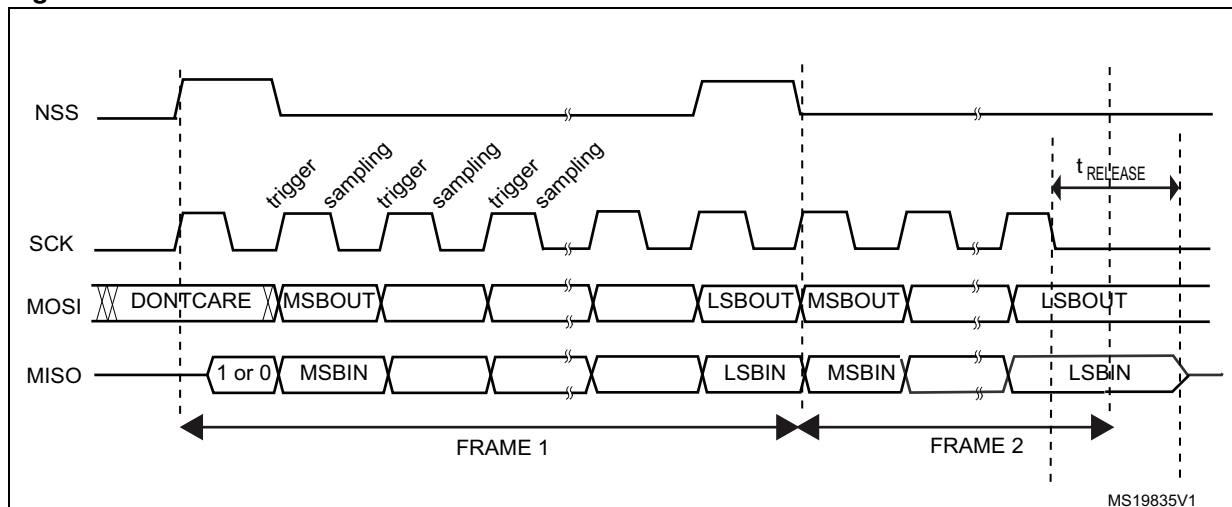 NSS
trigger sampling trigger sampling trigger sampling
t RELEASE
SCK
MOSI DONTCARE MSBOUT LSBOUT MSBOUT LSBOUT
MISO 1 or 0 MSBIN LSBIN MSBIN LSBIN
FRAME 1 FRAME 2
MS19835V1